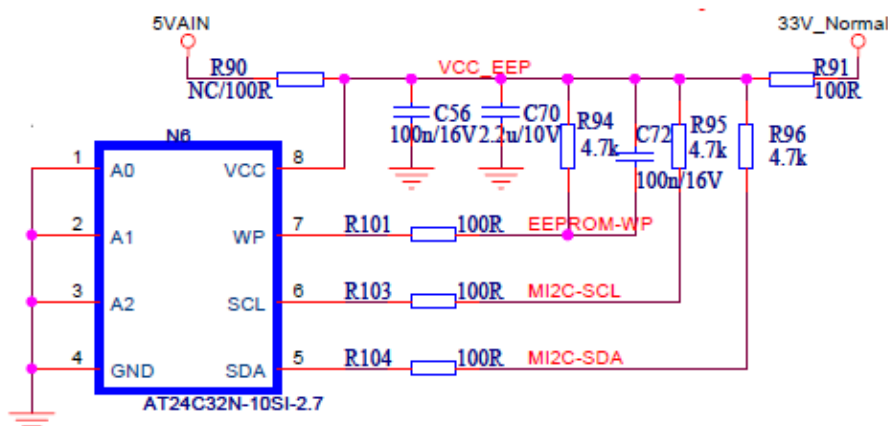 5VAIN
33V_Normal
R90
NC/100R
VCC_EEP
R91
100R
C56
100n/16V
C70
2.2u/10V
R94
4.7k
C72
100n/16V
R95
4.7k
R96
4.7k
N6
1 A0 VCC 8
2 A1 WP 7 R101 100R EEPROM-WP
3 A2 SCL 6 R103 100R MI2C-SCL
4 GND SDA 5 R104 100R MI2C-SDA
AT24C32N-10SI-2.7